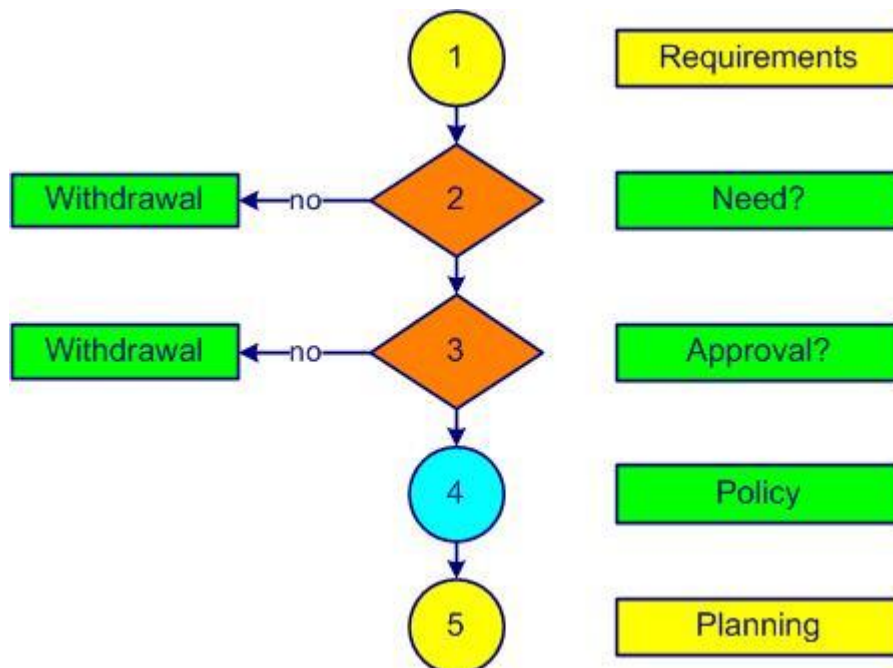 1
Requirements
Withdrawal
no
2
Need?
Withdrawal
no
3
Approval?
4
Policy
5
Planning